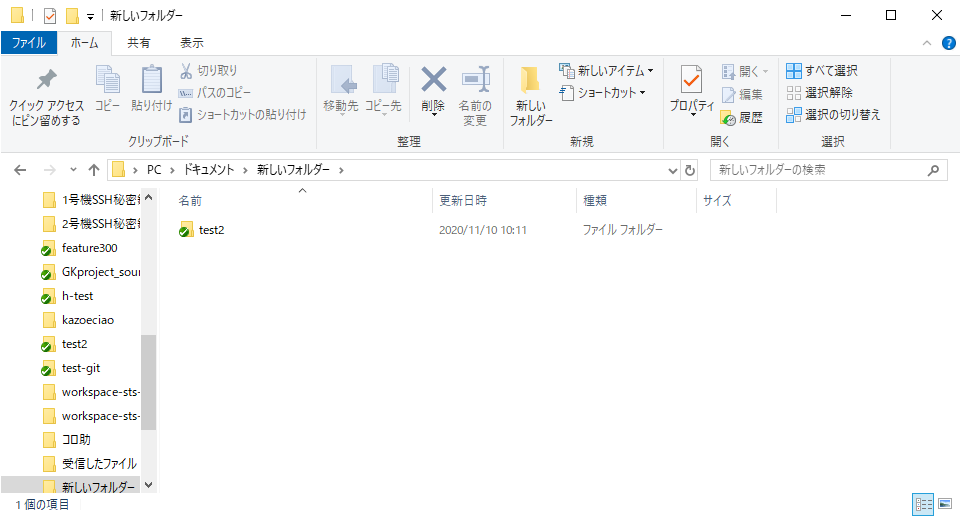 新しいフォルダー
ファイル
ホーム
共有
表示
クイック アクセス
にピン留めする
コピー
貼り付け
切り取り
パスのコピー
ショートカットの貼り付け
クリップボード
移動先
コピー先
削除
名前の
変更
整理
新しい
フォルダー
新しいアイテム
ショートカット
新規
プロパティ
開く
編集
履歴
開く
すべて選択
選択解除
選択の切り替え
選択
PC
ドキュメント
新しいフォルダー
新しいフォルダーの検索
名前
更新日時
種類
サイズ
test2
2020/11/10 10:11
ファイル フォルダー
1号機SSH秘密
2号機SSH秘密
feature300
GKproject_sour
h-test
kazoeciao
test2
test-git
workspace-sts-
workspace-sts-
コロ助
受信したファイル
新しいフォルダー
1 個の項目